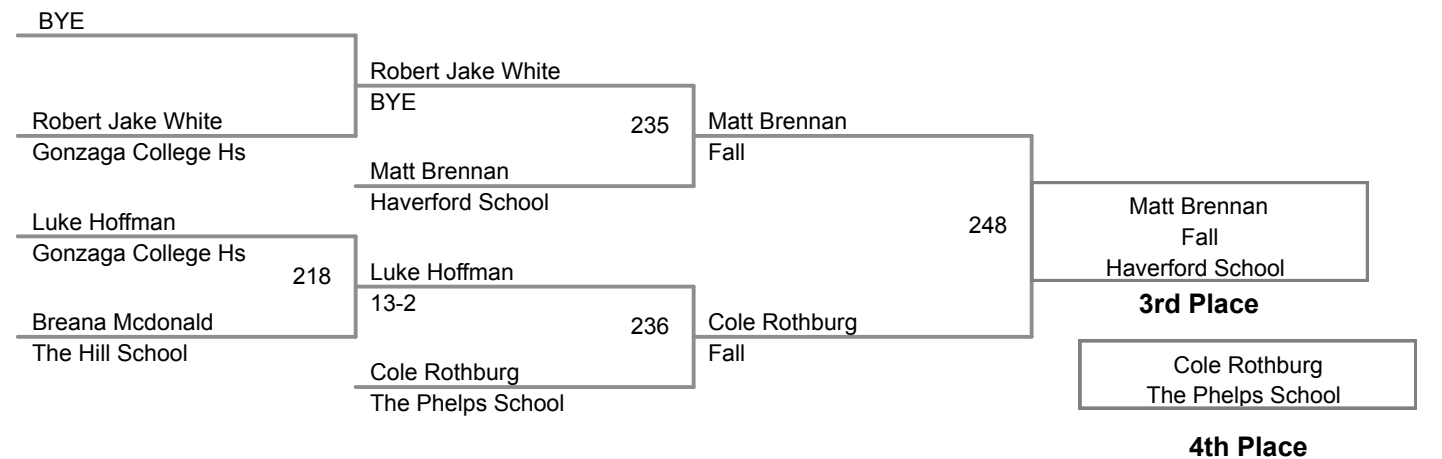 BYE
Robert Jake White
BYE
Robert Jake White
Gonzaga College Hs
235
Matt Brennan
Fall
Matt Brennan
Haverford School
Luke Hoffman
Gonzaga College Hs
218
Luke Hoffman
13-2
Breana Mcdonald
The Hill School
236
Cole Rothburg
Fall
Cole Rothburg
The Phelps School
248
Matt Brennan
Fall
Haverford School
3rd Place
Cole Rothburg
The Phelps School
4th Place